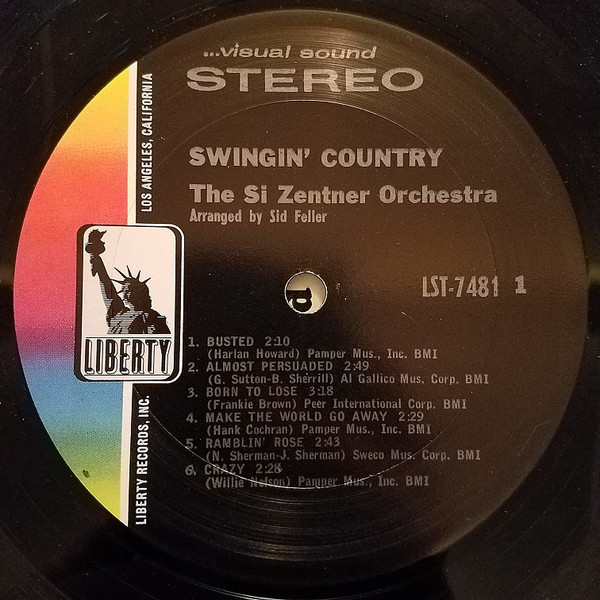 ...visual sound
STEREO
SWINGIN' COUNTRY
The Si Zentner Orchestra
Arranged by Sid Feller
LST-7481 1
LOS ANGELES, CALIFORNIA
LIBERTY
LIBERTY RECORDS, INC.
p
1. BUSTED 2:10
(Harlan Howard) Pamper Mus., Inc. BMI
2. ALMOST PERSUADED 2:49
(G. Sutton-B. Sherrill) Al Gallico Mus. Corp. BMI
3. BORN TO LOSE 3:18
(Frankie Brown) Peer International Corp. BMI
4. MAKE THE WORLD GO AWAY 2:29
(Hank Cochran) Pamper Mus., Inc. BMI
5. RAMBLIN' ROSE 2:43
(N. Sherman-J. Sherman) Sweco Mus. Corp. BMI
6. CRAZY 2:28
(Willie Nelson) Pamper Mus., Inc. BMI